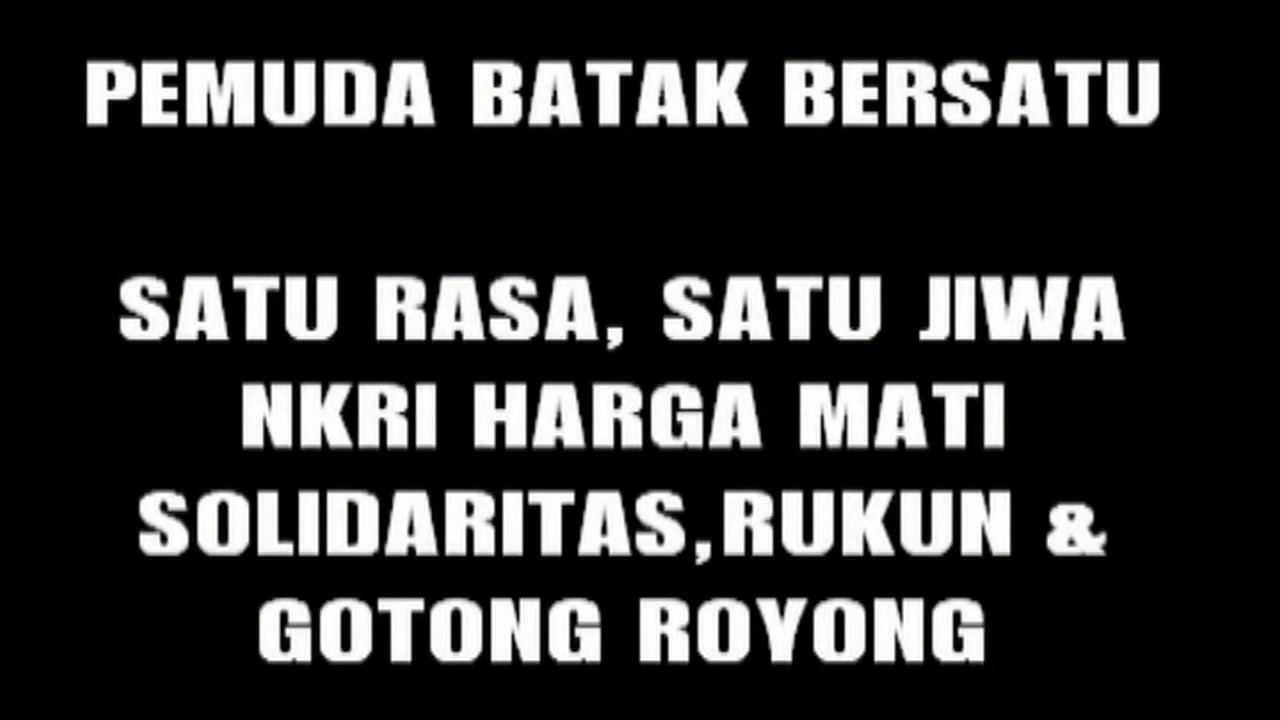 PEMUDA BATAK BERSATU
SATU RASA, SATU JIWA
NKRI HARGA MATI
SOLIDARITAS,RUKUN &
GOTONG ROYONG